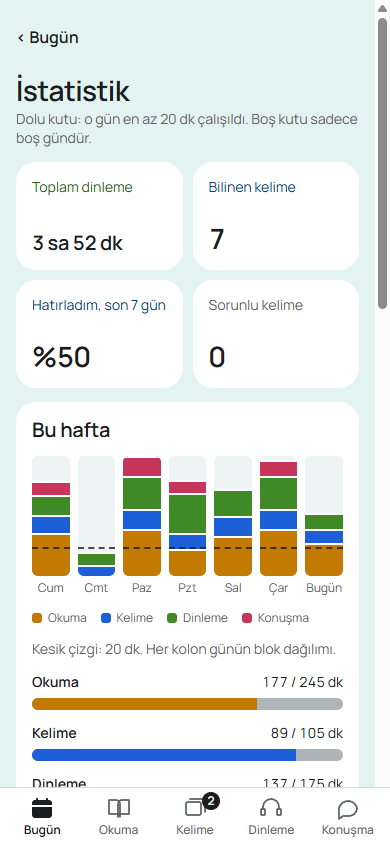 ‹ Bugün
İstatistik
Dolu kutu: o gün en az 20 dk çalışıldı. Boş kutu sadece
boş gündür.
Toplam dinleme
Bilinen kelime
3 sa 52 dk
7
Hatırladım, son 7 gün
Sorunlu kelime
%50
0
Bu hafta
Cum Cmt Paz Pzt Sal Çar Bugün
Okuma Kelime Dinleme Konuşma
Kesik çizgi: 20 dk. Her kolon günün blok dağılımı.
Okuma 177 / 245 dk
Kelime 89 / 105 dk
Dinleme 137 / 175 dk
2
Bugün Okuma Kelime Dinleme Konuşma